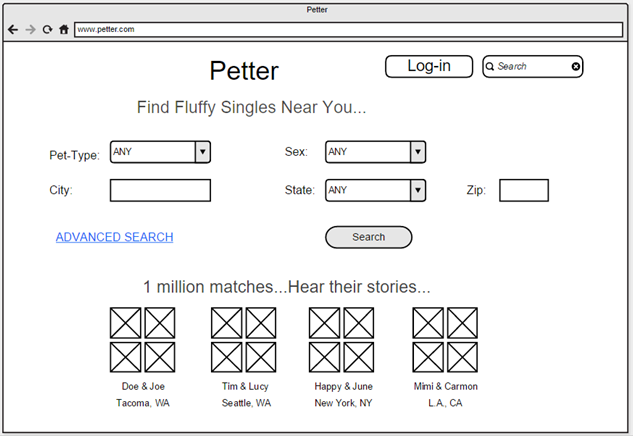 Petter
www.petter.com
Petter
Log-in
Search
Find Fluffy Singles Near You...
Pet-Type: ANY Sex: ANY
City: State: ANY Zip:
ADVANCED SEARCH Search
1 million matches...Hear their stories...
Doe & Joe Tim & Lucy Happy & June Mimi & Carmon
Tacoma, WA Seattle, WA New York, NY L.A., CA